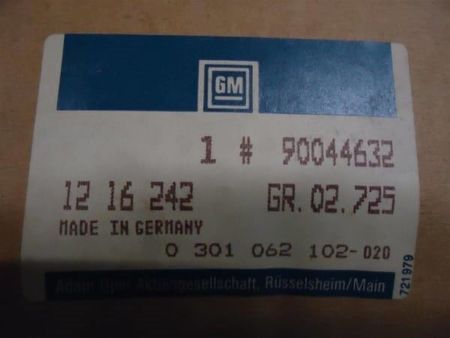 GM
1 # 90044632
12 16 242 GR. 02.725
MADE IN GERMANY
0 301 062 102-020
Adam Opel Aktiengesellschaft, Rüsselsheim/Main
721979